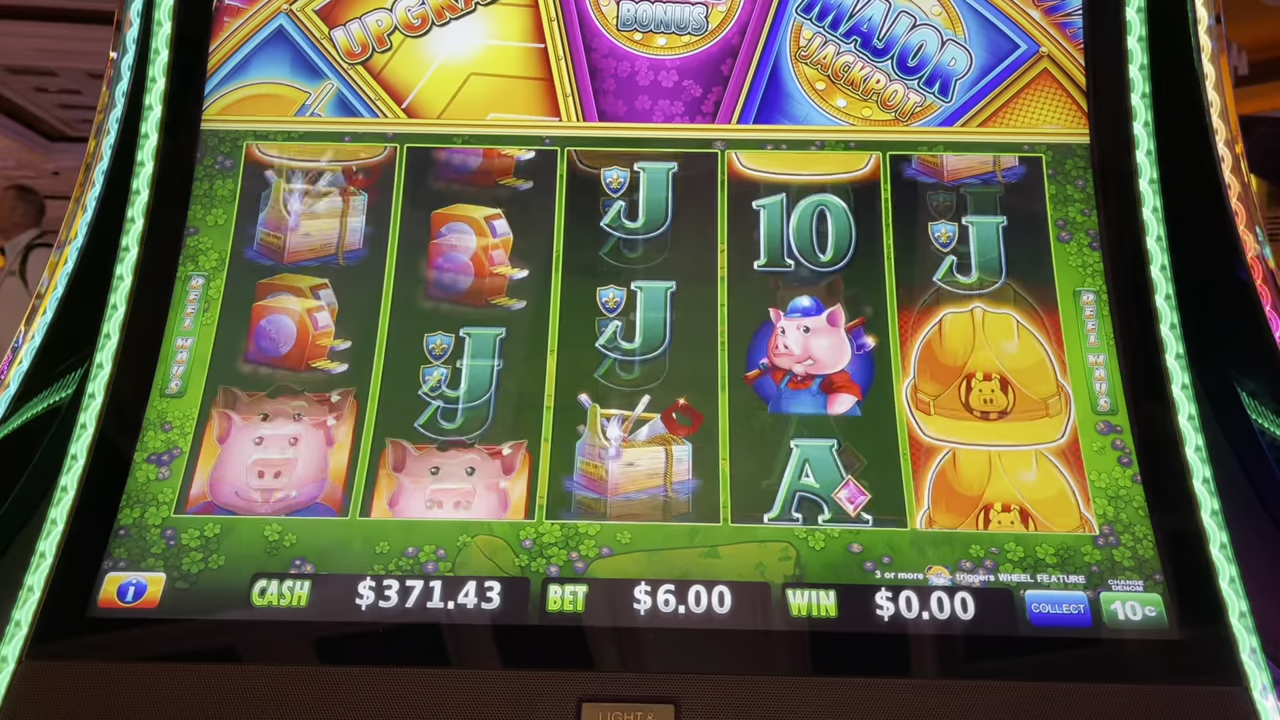 UPGRA
BONUS
MAJOR
JACKPOT
J
10
J
J
J
A
REEL WAYS
REEL WAYS
3 or more triggers WHEEL FEATURE
CASH $371.43 BET $6.00 WIN $0.00
COLLECT
CHANGE
DENOM
10¢
LIGHT &